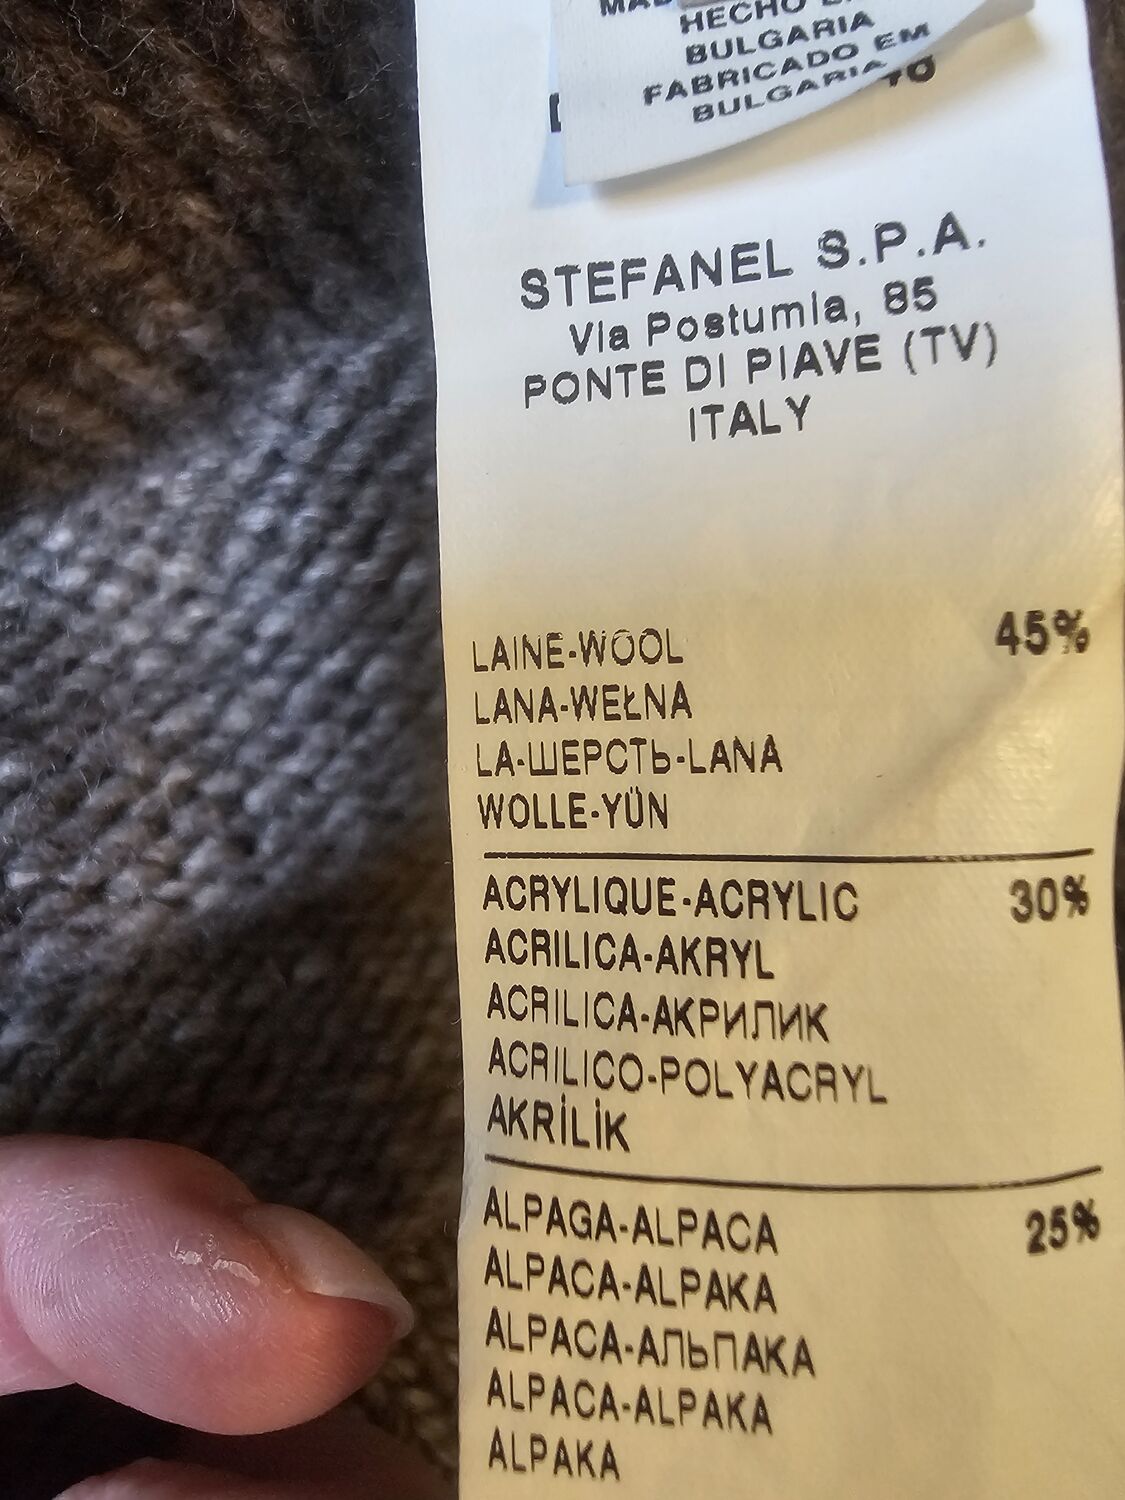 HECHO
BULGARIA
FABRICADO EM
BULGARIA
STEFANEL S.P.A.
Via Postumia, 85
PONTE DI PIAVE (TV)
ITALY
LAINE-WOOL 45%
LANA-WEŁNA
LA-ШЕРСТЬ-LANA
WOLLE-YÜN
ACRYLIQUE-ACRYLIC 30%
ACRILICA-AKRYL
ACRILICA-АКРИЛИК
ACRILICO-POLYACRYL
AKRİLİK
ALPAGA-ALPACA 25%
ALPACA-ALPAKA
ALPACA-АЛЬПАКА
ALPACA-ALPAKA
ALPAKA